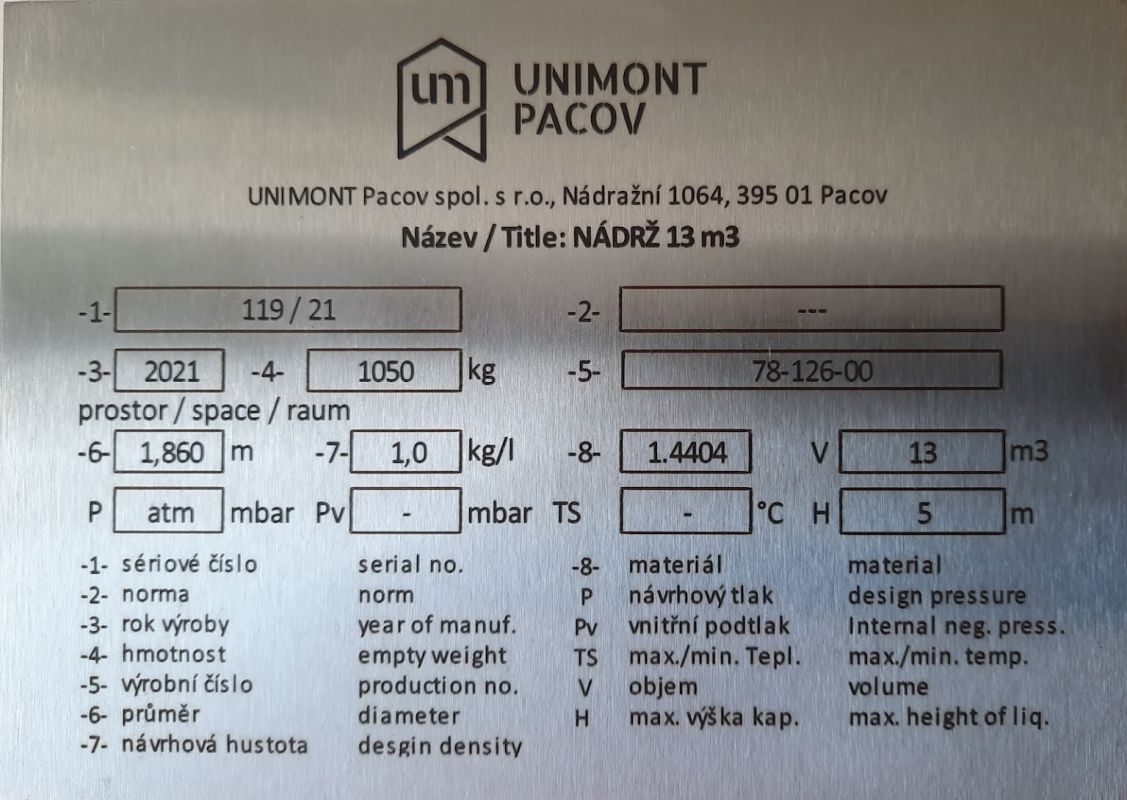 um UNIMONT
PACOV
UNIMONT Pacov spol. s r.o., Nádražní 1064, 395 01 Pacov
Název / Title: NÁDRŽ 13 m3
-1- 119 / 21 -2- ---
-3- 2021 -4- 1050 kg -5- 78-126-00
prostor / space / raum
-6- 1,860 m -7- 1,0 kg/l -8- 1.4404 V 13 m3
P atm mbar Pv - mbar TS - °C H 5 m
-1- sériové číslo serial no. -8- materiál material
-2- norma norm P návrhový tlak design pressure
-3- rok výroby year of manuf. Pv vnitřní podtlak Internal neg. press.
-4- hmotnost empty weight TS max./min. Tepl. max./min. temp.
-5- výrobní číslo production no. V objem volume
-6- průměr diameter H max. výška kap. max. height of liq.
-7- návrhová hustota desgin density